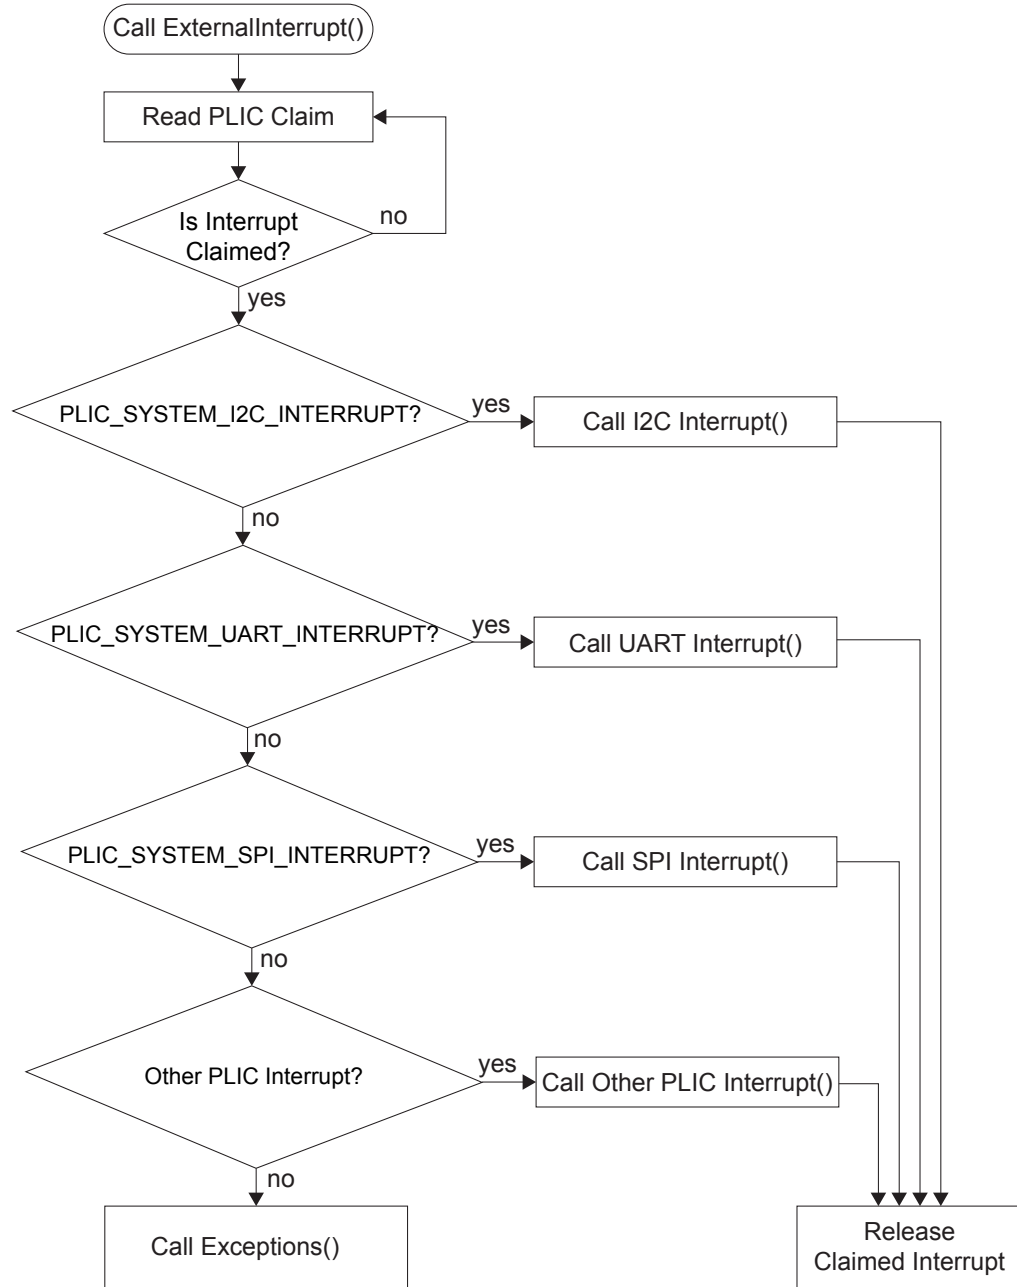 Call ExternalInterrupt()
Read PLIC Claim
Is Interrupt
Claimed?
no
yes
PLIC_SYSTEM_I2C_INTERRUPT?
yes
Call I2C Interrupt()
no
PLIC_SYSTEM_UART_INTERRUPT?
yes
Call UART Interrupt()
no
PLIC_SYSTEM_SPI_INTERRUPT?
yes
Call SPI Interrupt()
no
Other PLIC Interrupt?
yes
Call Other PLIC Interrupt()
no
Call Exceptions()
Release
Claimed Interrupt